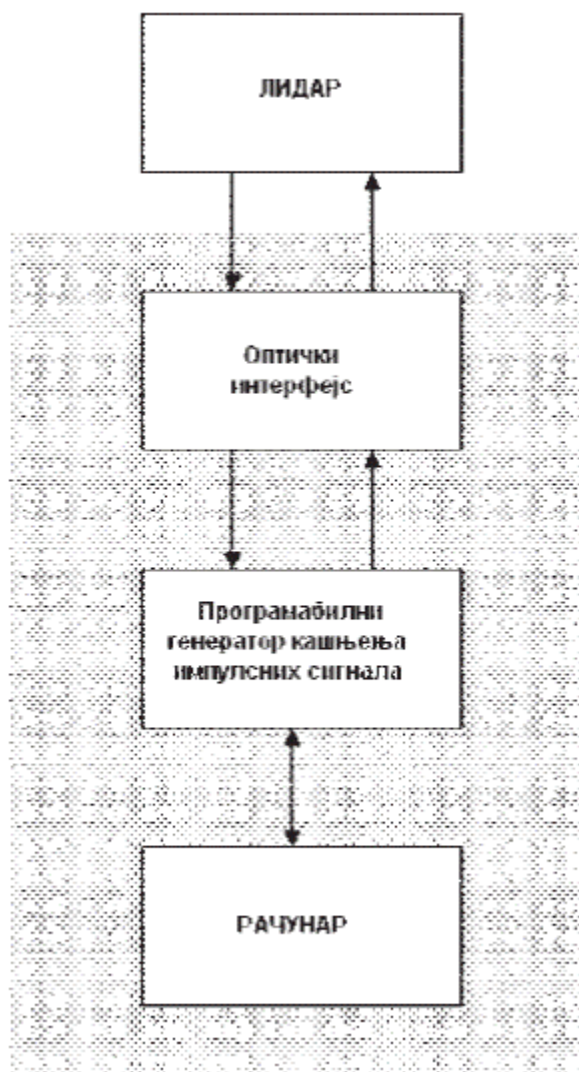 ЛИДАР
Оптички
интерфејс
Програмабилни
генератор кашњења
импулсних сигнала
РАЧУНАР